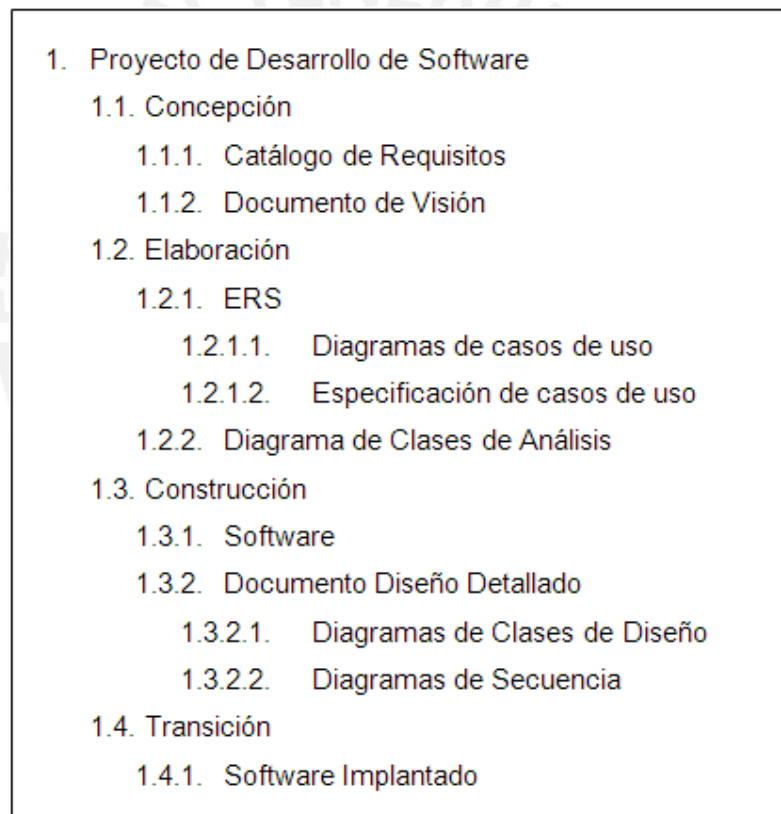 1. Proyecto de Desarrollo de Software
1.1. Concepción
1.1.1. Catálogo de Requisitos
1.1.2. Documento de Visión
1.2. Elaboración
1.2.1. ERS
1.2.1.1. Diagramas de casos de uso
1.2.1.2. Especificación de casos de uso
1.2.2. Diagrama de Clases de Análisis
1.3. Construcción
1.3.1. Software
1.3.2. Documento Diseño Detallado
1.3.2.1. Diagramas de Clases de Diseño
1.3.2.2. Diagramas de Secuencia
1.4. Transición
1.4.1. Software Implantado